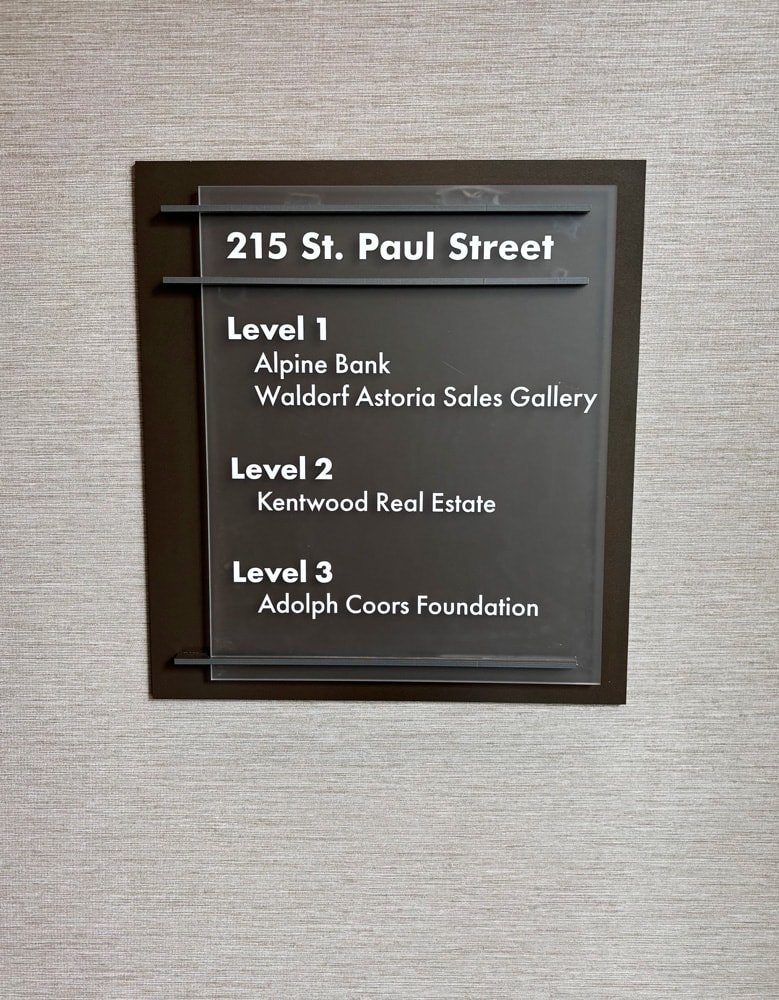 215 St. Paul Street
Level 1
Alpine Bank
Waldorf Astoria Sales Gallery
Level 2
Kentwood Real Estate
Level 3
Adolph Coors Foundation